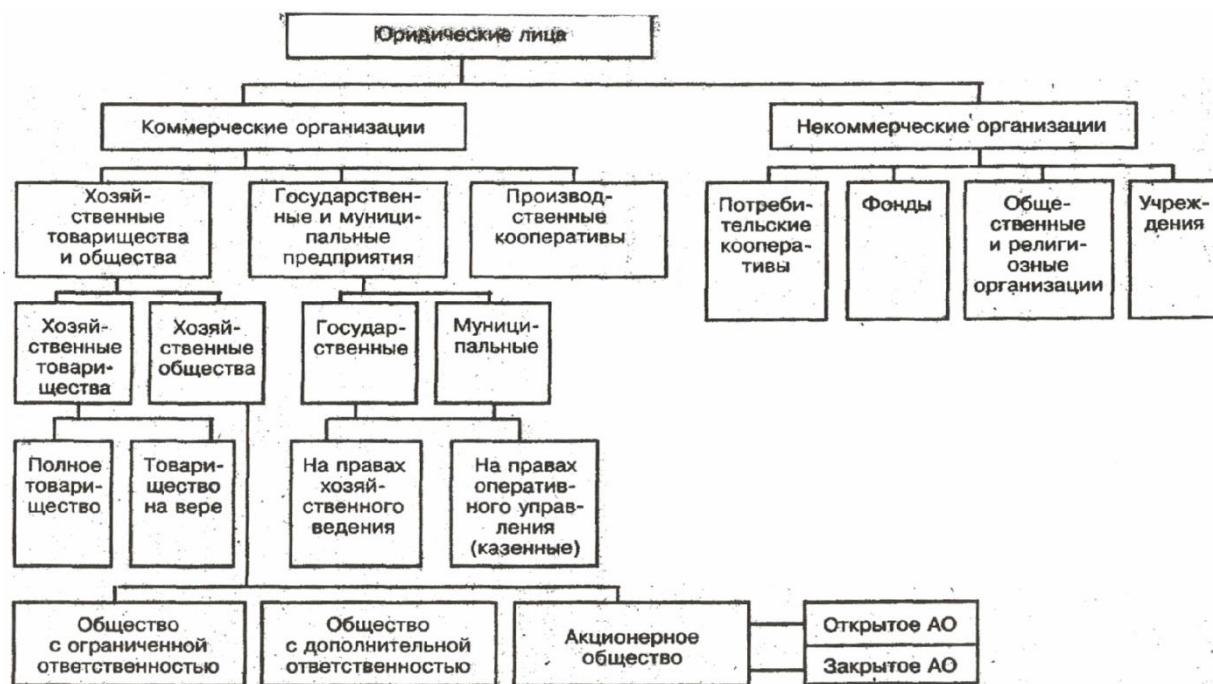 Юридические лица
Коммерческие организации
Некоммерческие организации
Хозяй-
ственные
товарищества
и общества
Государствен-
ные и муници-
пальные
предприятия
Производ-
ственные
кооперативы
Потреби-
тельские
коопера-
тивы
Фонды
Об щ-
ественные
и религи-
озные
организации
Учреж-
дения
Хозяй-
ственные
товари-
щества
Хозяй-
ственные
общества
Государ-
ственные
Муници-
пальные
Полное
товари-
щество
Товари-
щество
на вере
На правах
хозяй-
ственного
ведения
На правах
оператив-
ного управ-
ления
(казенные)
Общество
с ограниченной
ответственностью
Общество
с дополнительной
ответственностью
Акционерное
общество
Открытое АО
Закрытое АО